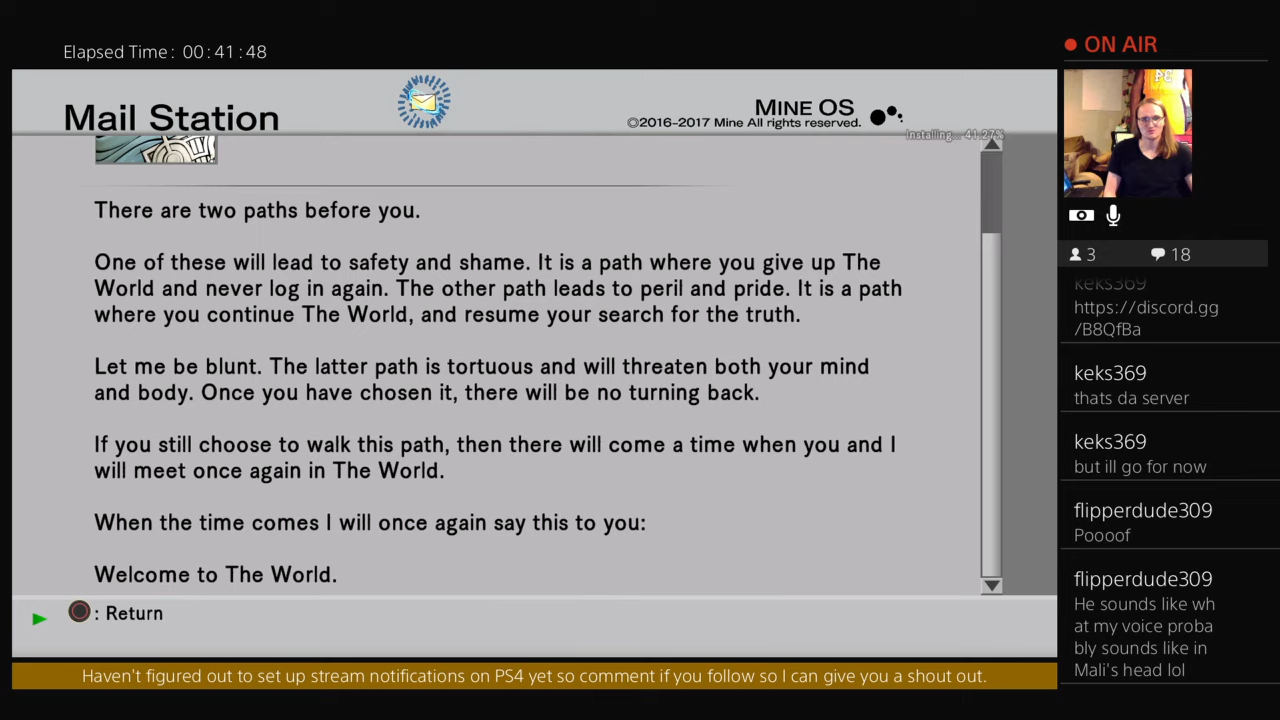 Elapsed Time: 00:41:48
ON AIR
Mail Station
MINE OS
©2016-2017 Mine All rights reserved.
Installing... 41.27%
There are two paths before you.
One of these will lead to safety and shame. It is a path where you give up The
World and never log in again. The other path leads to peril and pride. It is a path
where you continue The World, and resume your search for the truth.
Let me be blunt. The latter path is tortuous and will threaten both your mind
and body. Once you have chosen it, there will be no turning back.
If you still choose to walk this path, then there will come a time when you and I
will meet once again in The World.
When the time comes I will once again say this to you:
Welcome to The World.
: Return
Haven't figured out to set up stream notifications on PS4 yet so comment if you follow so I can give you a shout out.
34
3
18
keks369
https://discord.gg
/B8QfBa
keks369
thats da server
keks369
but ill go for now
flipperdude309
Poooof
flipperdude309
He sounds like wh
at my voice proba
bly sounds like in
Mali's head lol